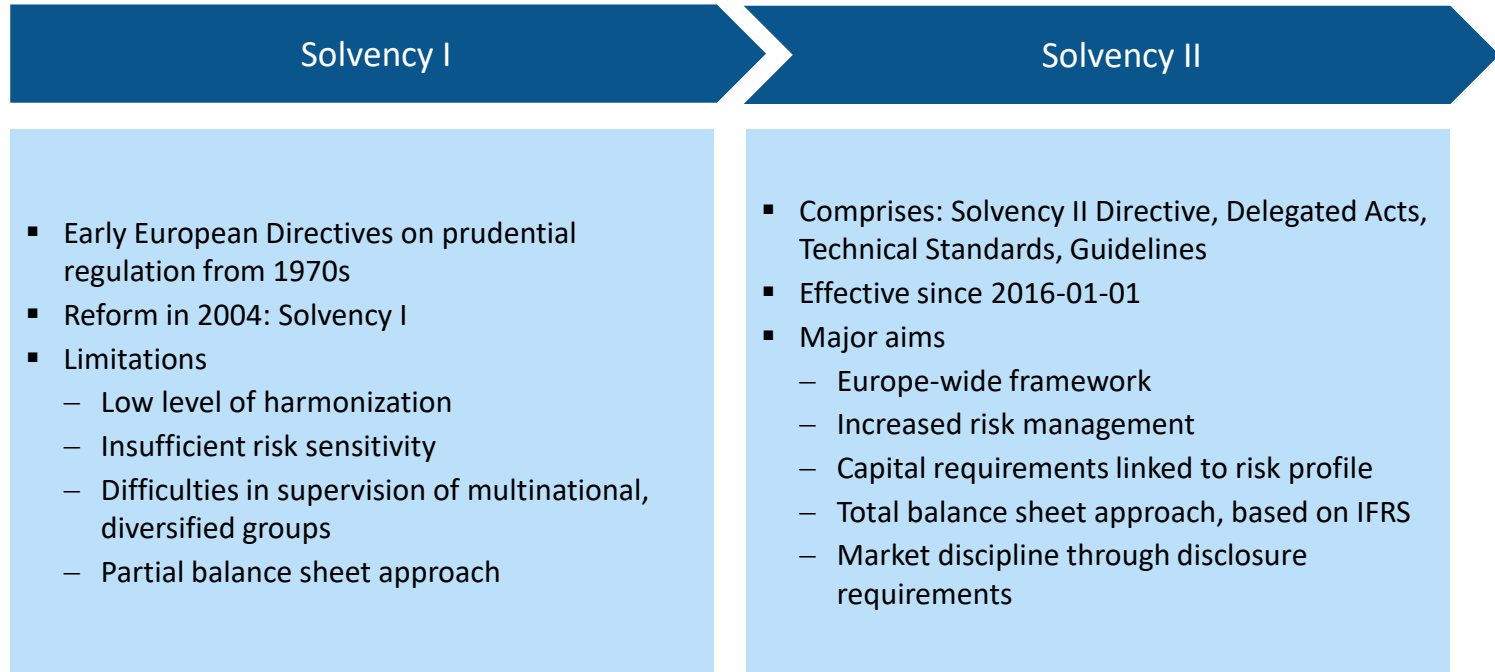 Solvency I
Solvency II
▪ Early European Directives on prudential
regulation from 1970s
▪ Reform in 2004: Solvency I
▪ Limitations
– Low level of harmonization
– Insufficient risk sensitivity
– Difficulties in supervision of multinational,
diversified groups
– Partial balance sheet approach
▪ Comprises: Solvency II Directive, Delegated Acts,
Technical Standards, Guidelines
▪ Effective since 2016-01-01
▪ Major aims
– Europe-wide framework
– Increased risk management
– Capital requirements linked to risk profile
– Total balance sheet approach, based on IFRS
– Market discipline through disclosure
requirements